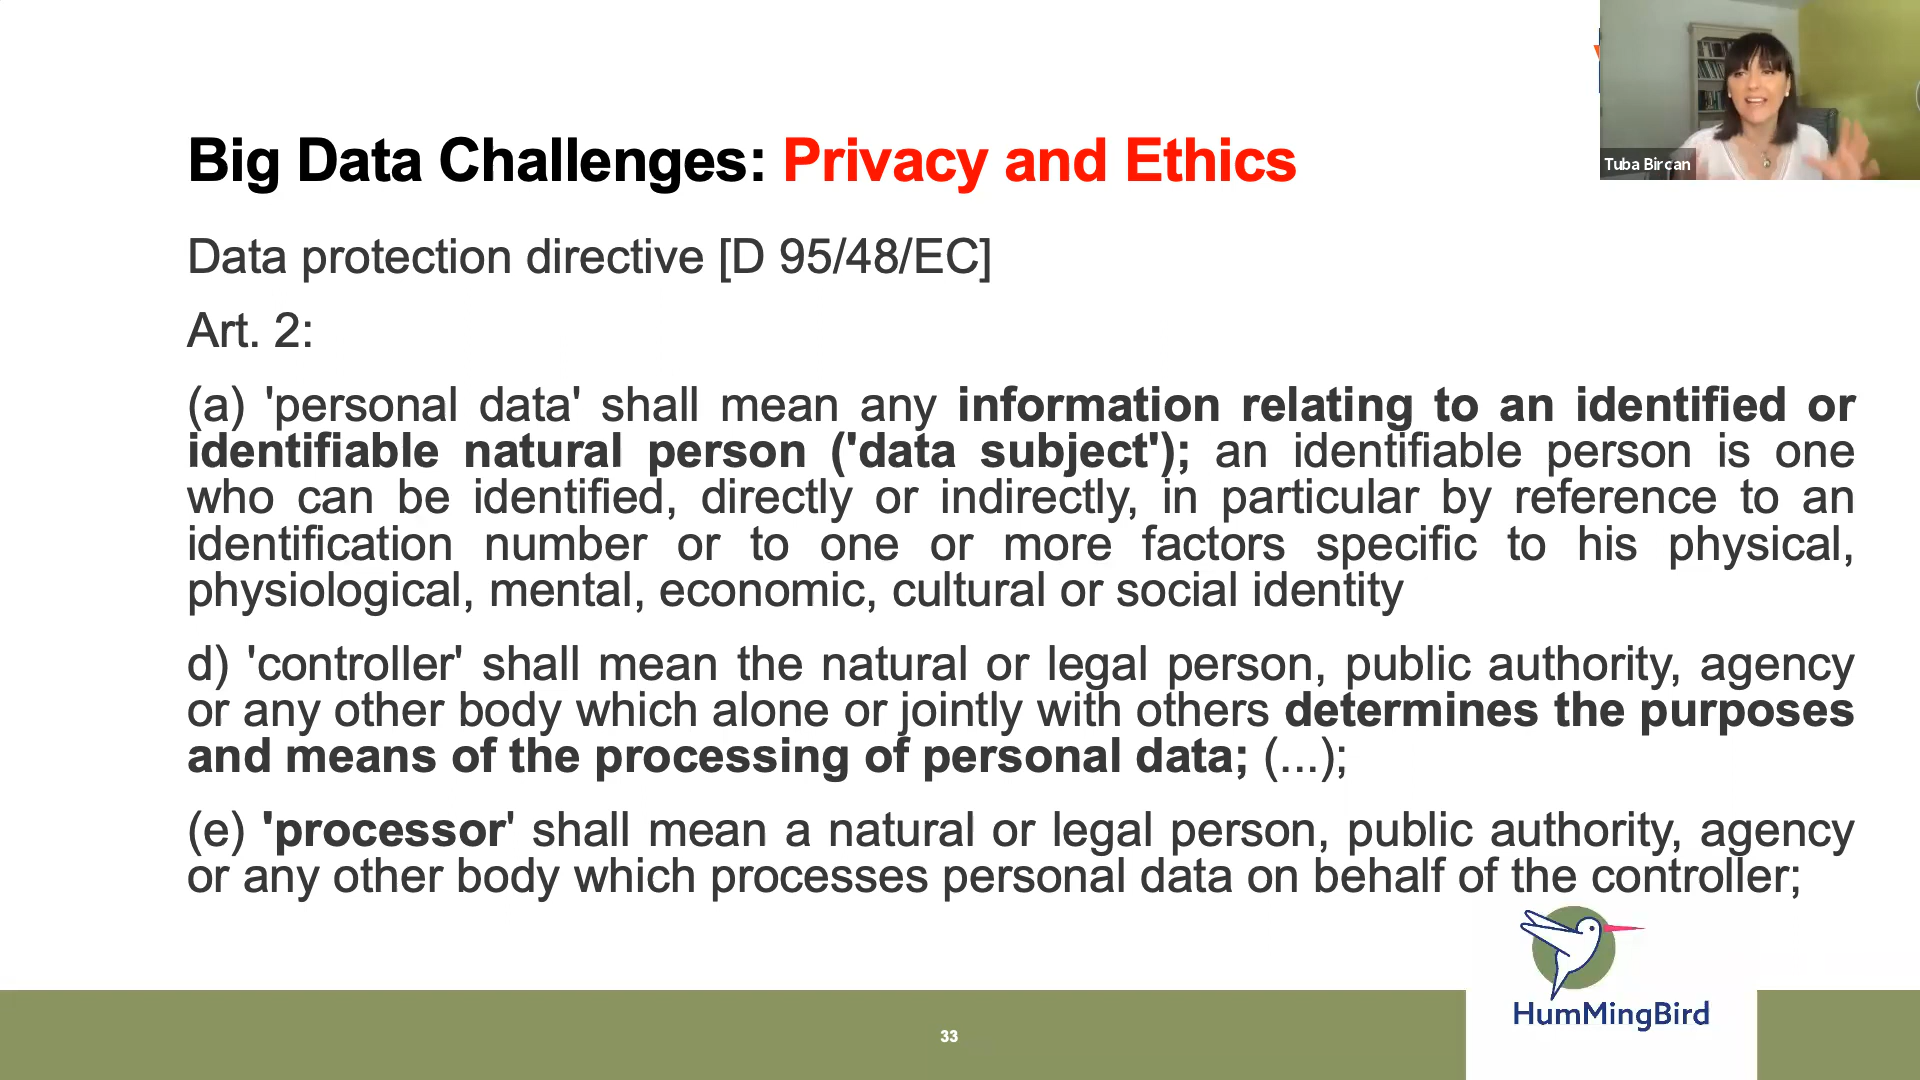 Big Data Challenges: Privacy and Ethics
Tuba Bircan
Data protection directive [D 95/48/EC]
Art. 2:
(a) 'personal data' shall mean any information relating to an identified or
identifiable natural person ('data subject'); an identifiable person is one
who can be identified, directly or indirectly, in particular by reference to an
identification number or to one or more factors specific to his physical,
physiological, mental, economic, cultural or social identity
d) 'controller' shall mean the natural or legal person, public authority, agency
or any other body which alone or jointly with others determines the purposes
and means of the processing of personal data; (...);
(e) 'processor' shall mean a natural or legal person, public authority, agency
or any other body which processes personal data on behalf of the controller;
HumMingBird
33